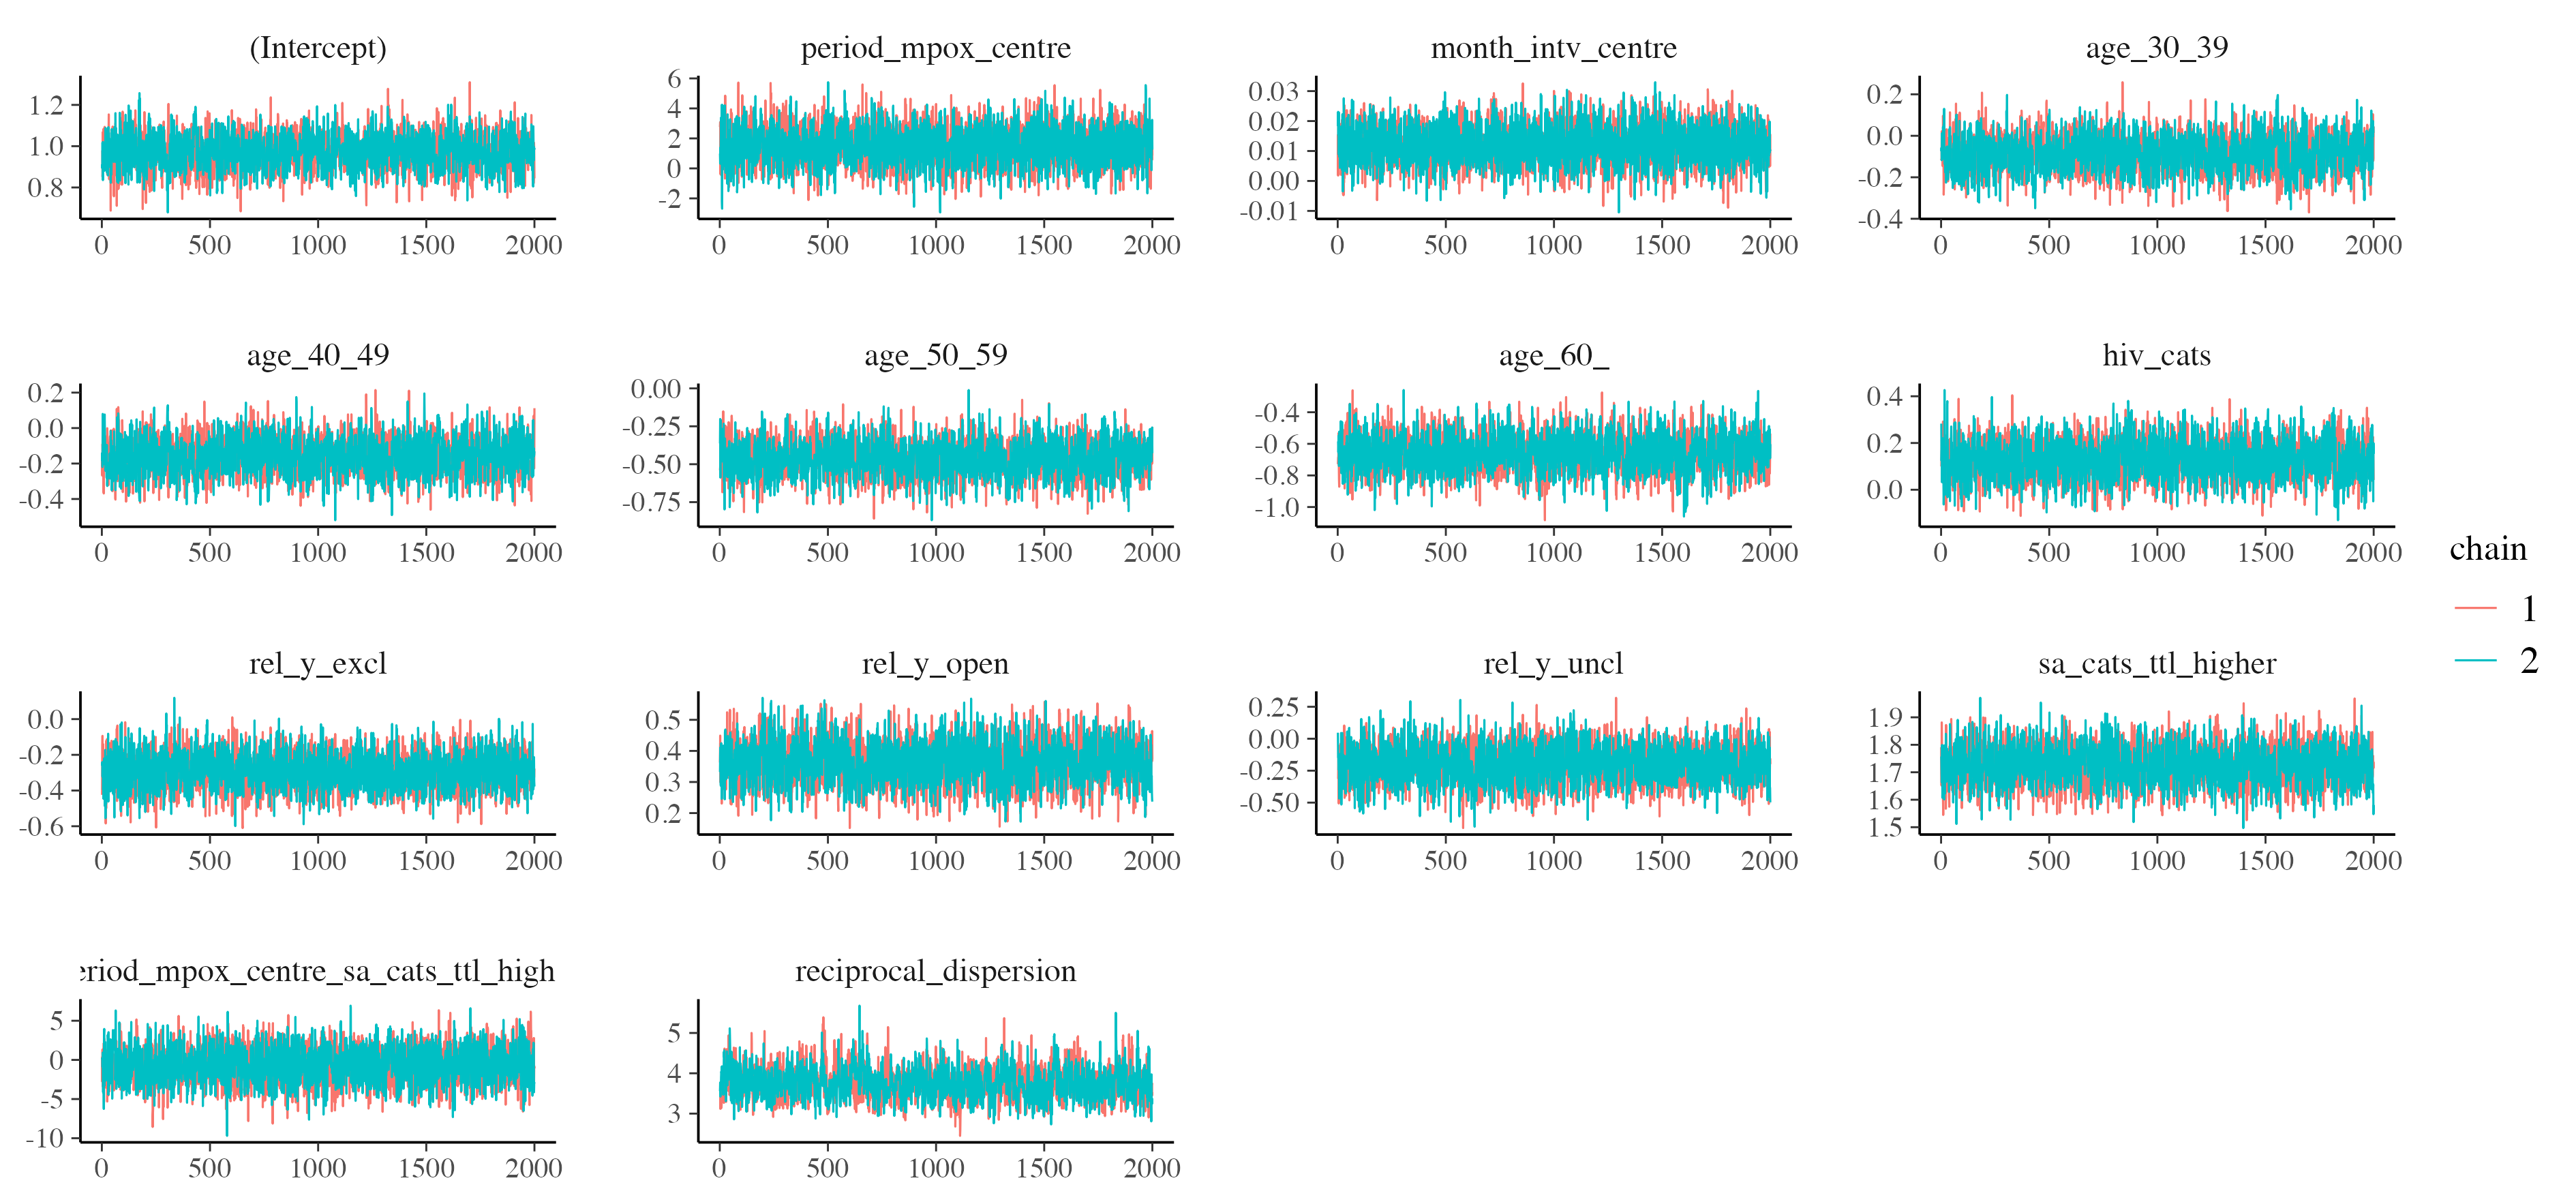 (Intercept)
1.2
1.0
0.8
0 500 1000 1500 2000
period_mpox_centre
6
4
2
0
-2
0 500 1000 1500 2000
month_intv_centre
0.03
0.02
0.01
0.00
-0.01
0 500 1000 1500 2000
age_30_39
0.2
0.0
-0.2
-0.4
0 500 1000 1500 2000
age_40_49
0.2
0.0
-0.2
-0.4
0 500 1000 1500 2000
age_50_59
0.00
-0.25
-0.50
-0.75
0 500 1000 1500 2000
age_60_
-0.4
-0.6
-0.8
-1.0
0 500 1000 1500 2000
hiv_cats
0.4
0.2
0.0
0 500 1000 1500 2000
rel_y_excl
0.0
-0.2
-0.4
-0.6
0 500 1000 1500 2000
rel_y_open
0.5
0.4
0.3
0.2
0 500 1000 1500 2000
rel_y_uncl
0.25
0.00
-0.25
-0.50
0 500 1000 1500 2000
sa_cats_ttl_higher
1.9
1.8
1.7
1.6
1.5
0 500 1000 1500 2000
eriod_mpox_centre_sa_cats_ttl_high
5
0
-5
-10
0 500 1000 1500 2000
reciprocal_dispersion
5
4
3
0 500 1000 1500 2000
chain
1
2